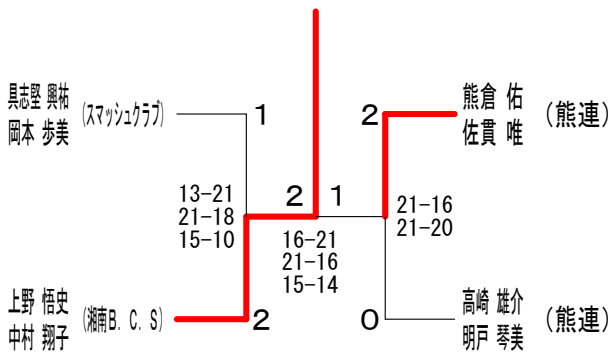 具志堅 興祐
岡本 歩美
(スマッシュクラブ)
1
2
熊倉 佑
佐貫 唯
(熊連)
13-21
21-18
15-10
2
1
21-16
21-20
16-21
21-16
15-14
上野 悟史
中村 翔子
(湘南B.C.S)
2
0
高崎 雄介
明戸 琴美
(熊連)